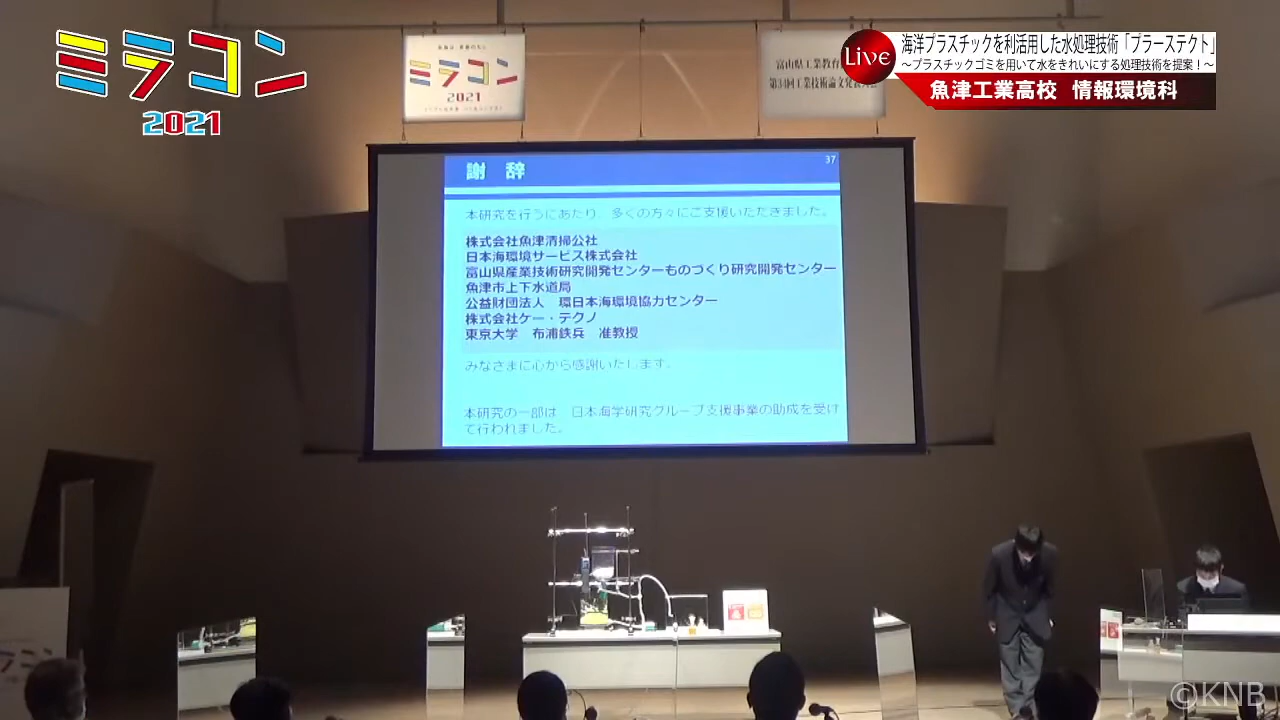 ミラコン
2021
ミラコン
2021
富山県工業教育
第34回工業技術論文発表大会
Live
海洋プラスチックを利活用した水処理技術「プラーステクト」
～プラスチックゴミを用いて水をきれいにする処理技術を提案！～
魚津工業高校 情報環境科
謝 辞
37
本研究を行うにあたり 多くの方々にご支援いただきました。
株式会社魚津清掃公社
日本海環境サービス株式会社
富山県産業技術研究開発センターものづくり研究開発センター
魚津市上下水道局
公益財団法人 環日本海環境協力センター
株式会社ケー・テクノ
東京大学 布浦鉄兵 准教授
みなさまに心から感謝いたします。
本研究の一部は 日本海学研究グループ支援事業の助成を受け
て行われました。
ラコン
©KNB